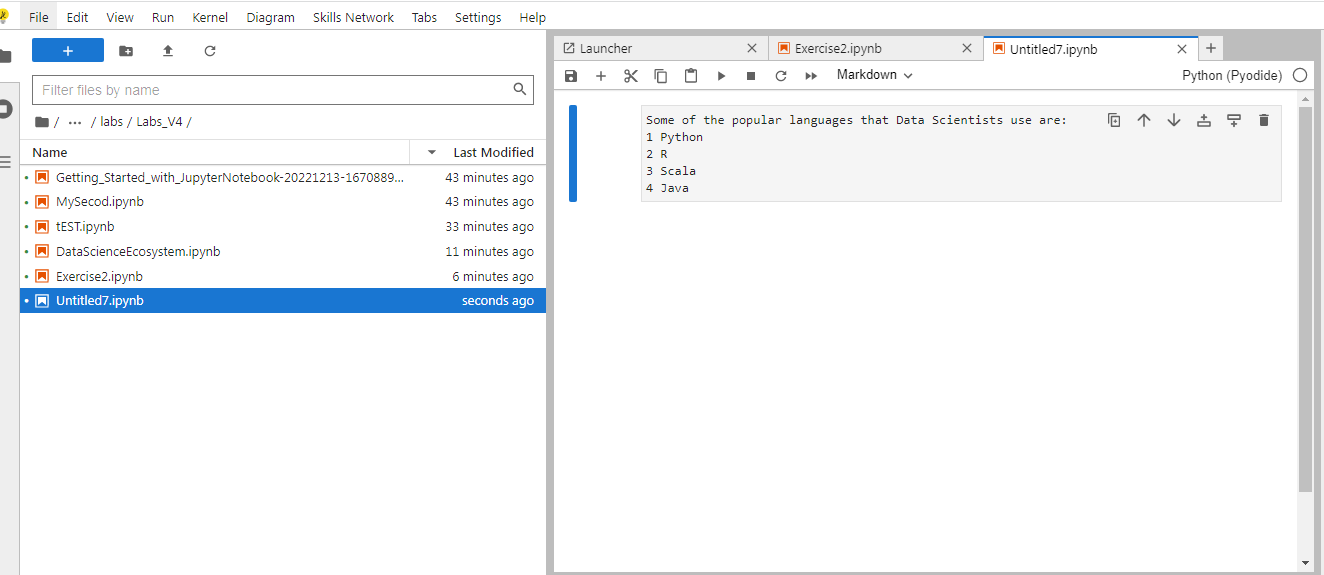 File Edit View Run Kernel Diagram Skills Network Tabs Settings Help
Filter files by name
/ ... / labs / Labs_V4 /
Name Last Modified
Getting_Started_with_JupyterNotebook-20221213-1670889... 43 minutes ago
MySecod.ipynb 43 minutes ago
tEST.ipynb 33 minutes ago
DataScienceEcosystem.ipynb 11 minutes ago
Exercise2.ipynb 6 minutes ago
Untitled7.ipynb seconds ago
Launcher Exercise2.ipynb Untitled7.ipynb
Markdown Python (Pyodide)
Some of the popular languages that Data Scientists use are:
1 Python
2 R
3 Scala
4 Java